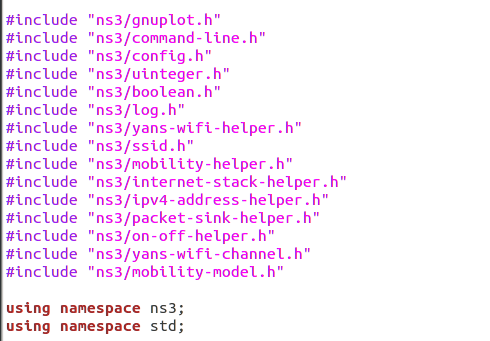 #include "ns3/gnuplot.h"
#include "ns3/command-line.h"
#include "ns3/config.h"
#include "ns3/uinteger.h"
#include "ns3/boolean.h"
#include "ns3/log.h"
#include "ns3/yans-wifi-helper.h"
#include "ns3/ssid.h"
#include "ns3/mobility-helper.h"
#include "ns3/internet-stack-helper.h"
#include "ns3/ipv4-address-helper.h"
#include "ns3/packet-sink-helper.h"
#include "ns3/on-off-helper.h"
#include "ns3/yans-wifi-channel.h"
#include "ns3/mobility-model.h"
using namespace ns3;
using namespace std;